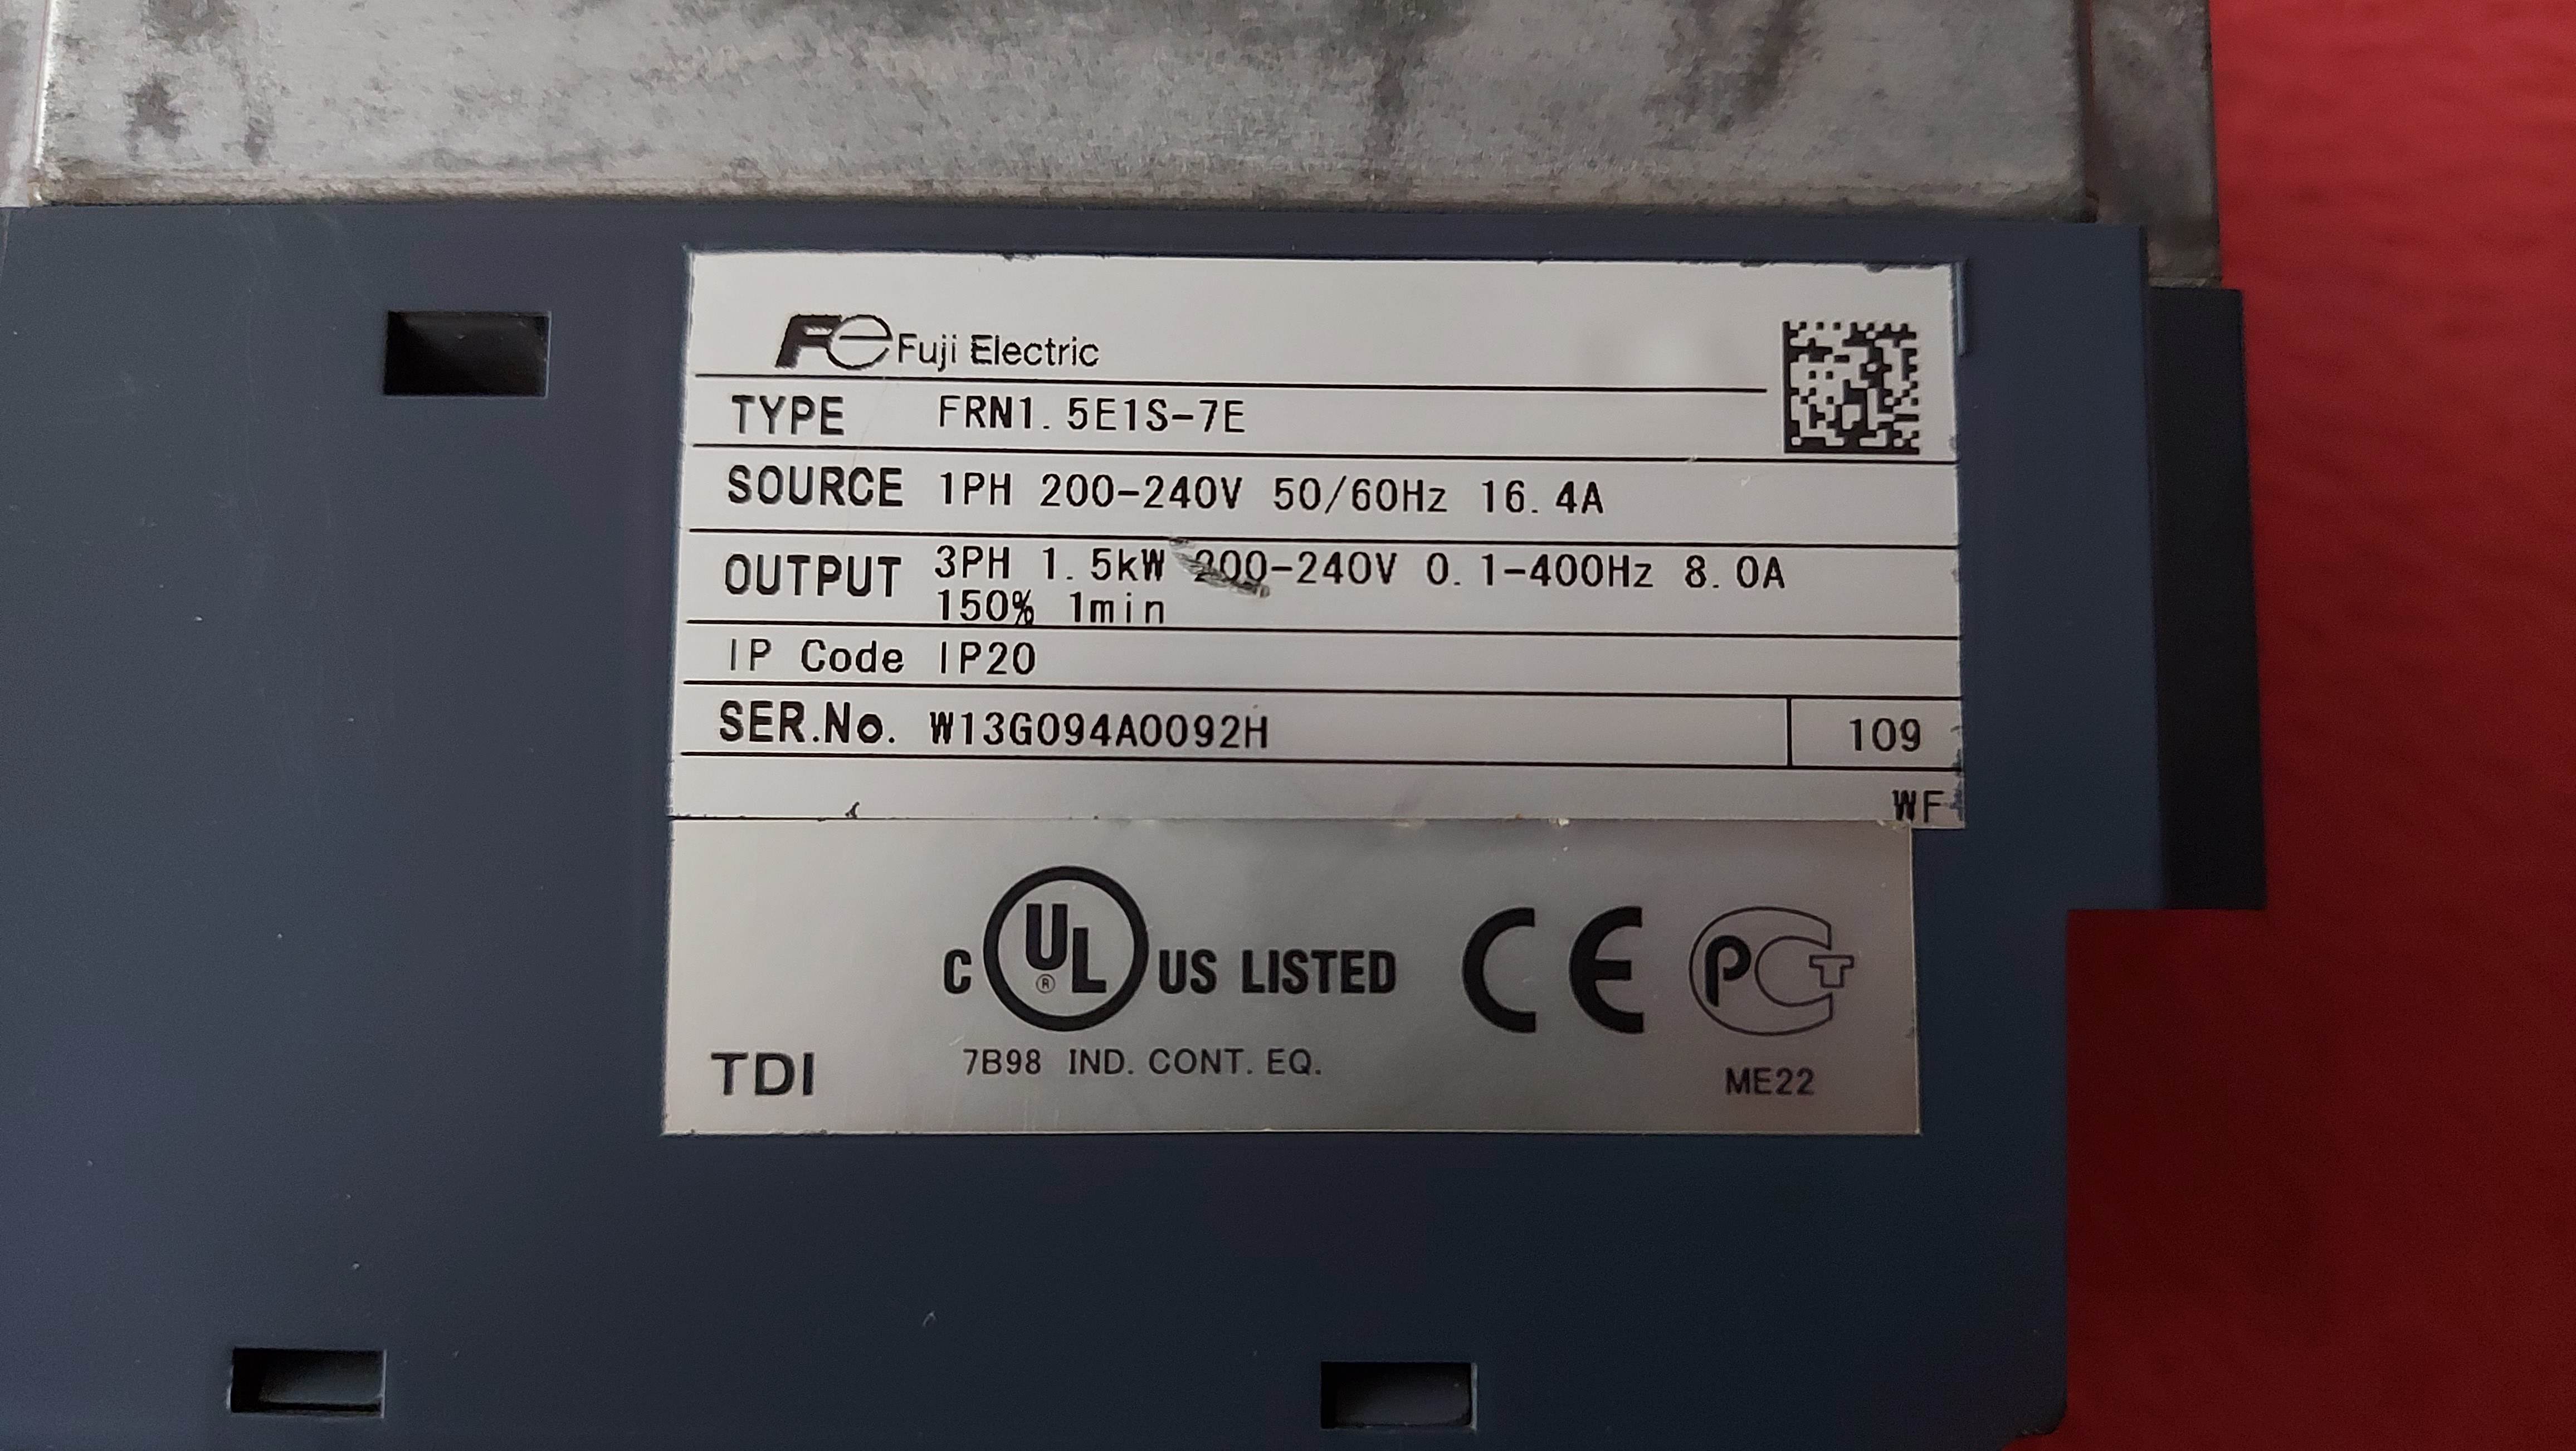 Fe Fuji Electric
TYPE FRN1.5E1S-7E
SOURCE 1PH 200-240V 50/60Hz 16.4A
OUTPUT 3PH 1.5kW 200-240V 0.1-400Hz 8.0A
150% 1min
IP Code IP20
SER.No. W13G094A0092H 109
WF
C UL ® US LISTED CE РСТ
7B98 IND. CONT. EQ.
TDI ME22